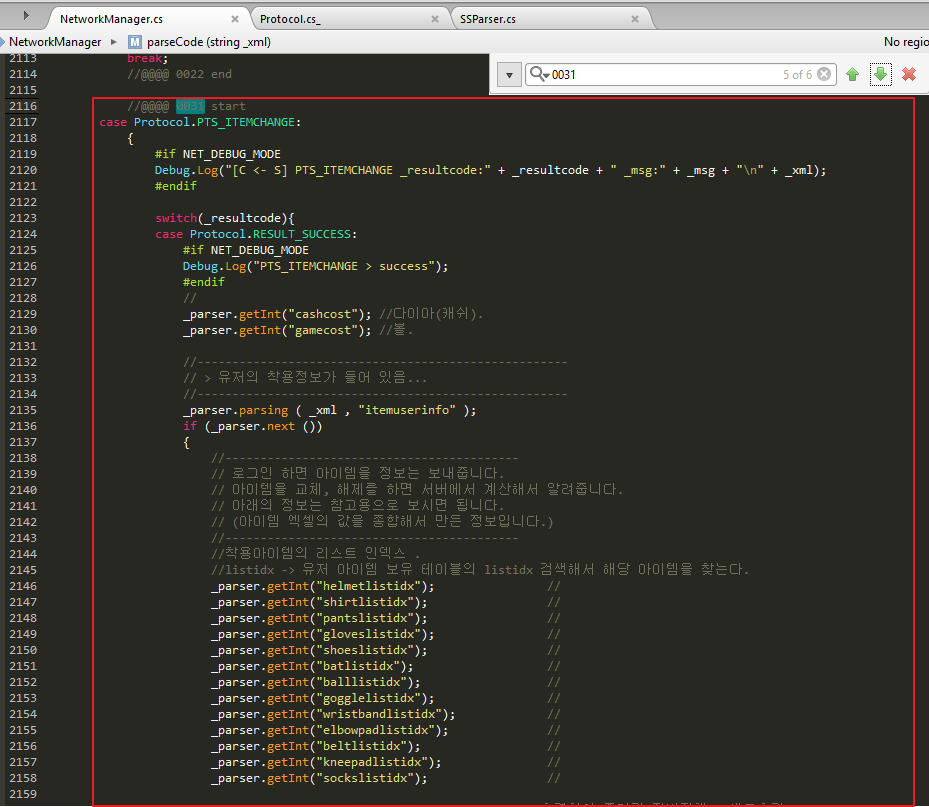 NetworkManager.cs × Protocol.cs_ × SSParser.cs ×
NetworkManager ▸ M parseCode (string _xml) No regio
0031 5 of 6
2113 break;
2114 //@@@@ 0022 end
2115
2116 //@@@@ 0031 start
2117 case Protocol.PTS_ITEMCHANGE:
2118 {
2119 #if NET_DEBUG_MODE
2120 Debug.Log("[C <- S] PTS_ITEMCHANGE _resultcode:" + _resultcode + " _msg:" + _msg + "\n" + _xml);
2121 #endif
2122
2123 switch(_resultcode){
2124 case Protocol.RESULT_SUCCESS:
2125 #if NET_DEBUG_MODE
2126 Debug.Log("PTS_ITEMCHANGE > success");
2127 #endif
2128 //
2129 _parser.getInt("cashcost"); //다이아(캐쉬).
2130 _parser.getInt("gamecost"); //볼.
2131
2132 //-----------------------------------------------------
2133 // > 유저의 착용정보가 들어 있음...
2134 //-----------------------------------------------------
2135 _parser.parsing ( _xml , "itemuserinfo" );
2136 if (_parser.next ())
2137 {
2138 //------------------------------------------
2139 // 로그인 하면 아이템을 정보는 보내줍니다.
2140 // 아이템을 교체, 해제를 하면 서버에서 계산해서 알려줍니다.
2141 // 아래의 정보는 참고용으로 보시면 됩니다.
2142 // (아이템 엑셀의 값을 종합해서 만든 정보입니다.)
2143 //------------------------------------------
2144 //착용아이템의 리스트 인덱스 .
2145 //listidx -> 유저 아이템 보유 테이블의 listidx 검색해서 해당 아이템을 찾는다.
2146 _parser.getInt("helmetlistidx"); //
2147 _parser.getInt("shirtlistidx"); //
2148 _parser.getInt("pantslistidx"); //
2149 _parser.getInt("gloveslistidx"); //
2150 _parser.getInt("shoeslistidx"); //
2151 _parser.getInt("batlistidx"); //
2152 _parser.getInt("balllistidx"); //
2153 _parser.getInt("gogglelistidx"); //
2154 _parser.getInt("wristbandlistidx"); //
2155 _parser.getInt("elbowpadlistidx"); //
2156 _parser.getInt("beltlistidx"); //
2157 _parser.getInt("kneepadlistidx"); //
2158 _parser.getInt("sockslistidx"); //
2159